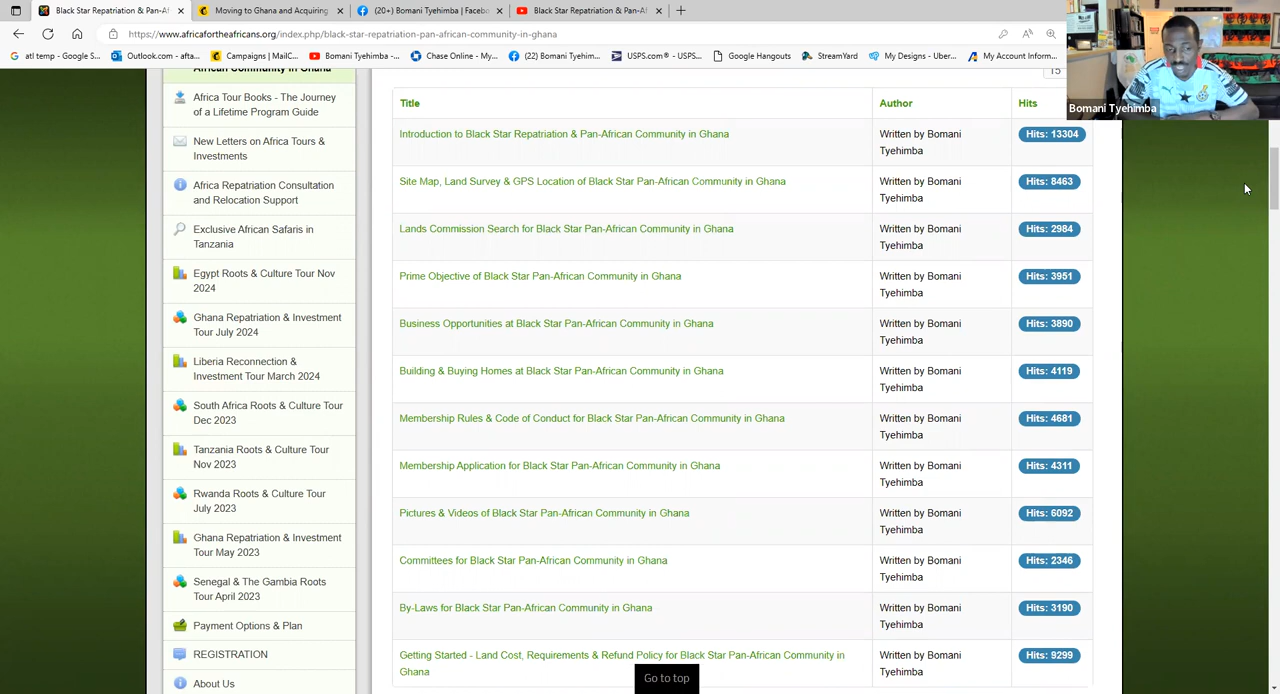 Black Star Repatriation & Pan-Af
Moving to Ghana and Acquiring
(20+) Bomani Tyehimba | Faceb
Black Star Repatriation & Pan-Af
https://www.africafortheafricans.org/index.php/black-star-repatriation-pan-african-community-in-ghana
atl temp - Google S...
Outlook.com - afta...
Campaigns | Mailch...
Bomani Tyehimba -...
Chase Online - My...
(2) Bomani Tyehim...
USPS.com® - USPS...
Google Hangouts
StreamYard
My Designs - Uber...
My Account Inform...
Bomani Tyehimba
African Community in Ghana
Africa Tour Books - The Journey
of a Lifetime Program Guide
New Letters on Africa Tours &
Investments
Africa Repatriation Consultation
and Relocation Support
Exclusive African Safaris in
Tanzania
Egypt Roots & Culture Tour Nov
2024
Ghana Repatriation & Investment
Tour July 2024
Liberia Reconnection &
Investment Tour March 2024
South Africa Roots & Culture Tour
Dec 2023
Tanzania Roots & Culture Tour
Nov 2023
Rwanda Roots & Culture Tour
July 2023
Ghana Repatriation & Investment
Tour May 2023
Senegal & The Gambia Roots
Tour April 2023
Payment Options & Plan
REGISTRATION
About Us
15
Title Author Hits
Introduction to Black Star Repatriation & Pan-African Community in Ghana Written by Bomani Hits: 13304
Tyehimba
Site Map, Land Survey & GPS Location of Black Star Pan-African Community in Ghana Written by Bomani Hits: 8463
Tyehimba
Lands Commission Search for Black Star Pan-African Community in Ghana Written by Bomani Hits: 2984
Tyehimba
Prime Objective of Black Star Pan-African Community in Ghana Written by Bomani Hits: 3951
Tyehimba
Business Opportunities at Black Star Pan-African Community in Ghana Written by Bomani Hits: 3890
Tyehimba
Building & Buying Homes at Black Star Pan-African Community in Ghana Written by Bomani Hits: 4119
Tyehimba
Membership Rules & Code of Conduct for Black Star Pan-African Community in Ghana Written by Bomani Hits: 4681
Tyehimba
Membership Application for Black Star Pan-African Community in Ghana Written by Bomani Hits: 4311
Tyehimba
Pictures & Videos of Black Star Pan-African Community in Ghana Written by Bomani Hits: 6092
Tyehimba
Committees for Black Star Pan-African Community in Ghana Written by Bomani Hits: 2346
Tyehimba
By-Laws for Black Star Pan-African Community in Ghana Written by Bomani Hits: 3190
Tyehimba
Getting Started - Land Cost, Requirements & Refund Policy for Black Star Pan-African Community in Written by Bomani Hits: 9299
Ghana Tyehimba
Go to top